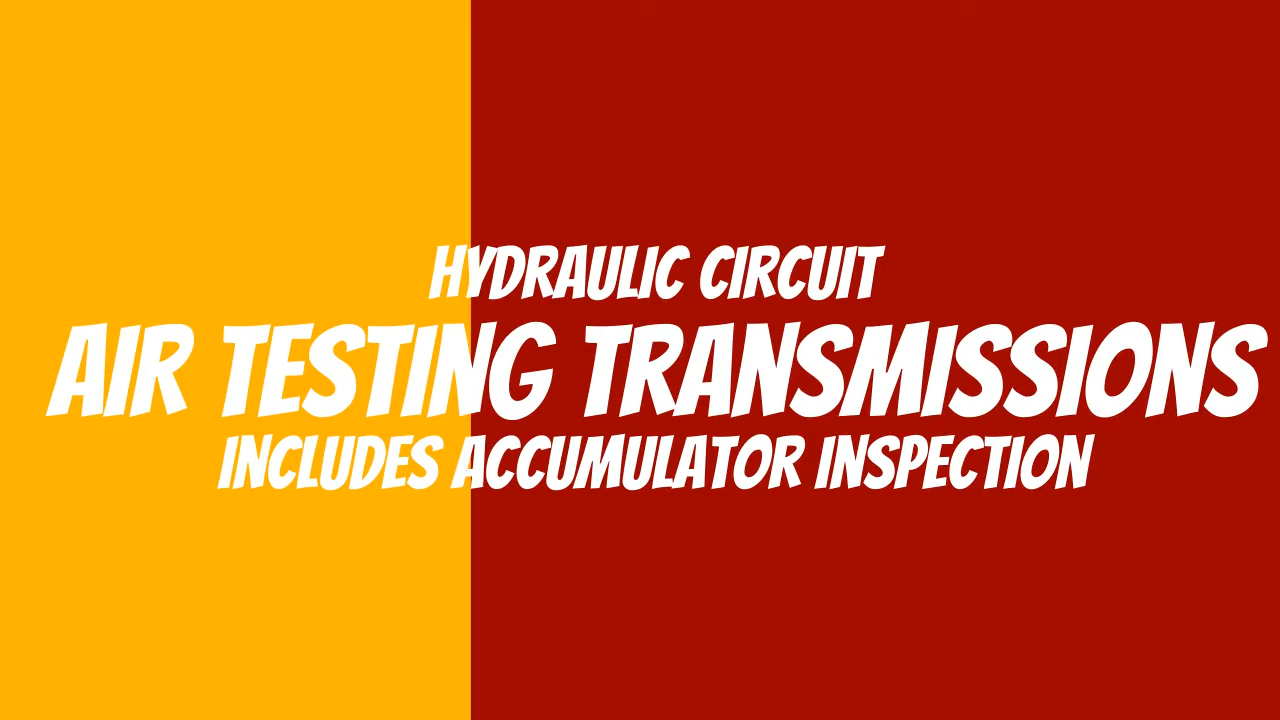 HYDRAULIC CIRCUIT
AIR TESTING TRANSMISSIONS
INCLUDES ACCUMULATOR INSPECTION